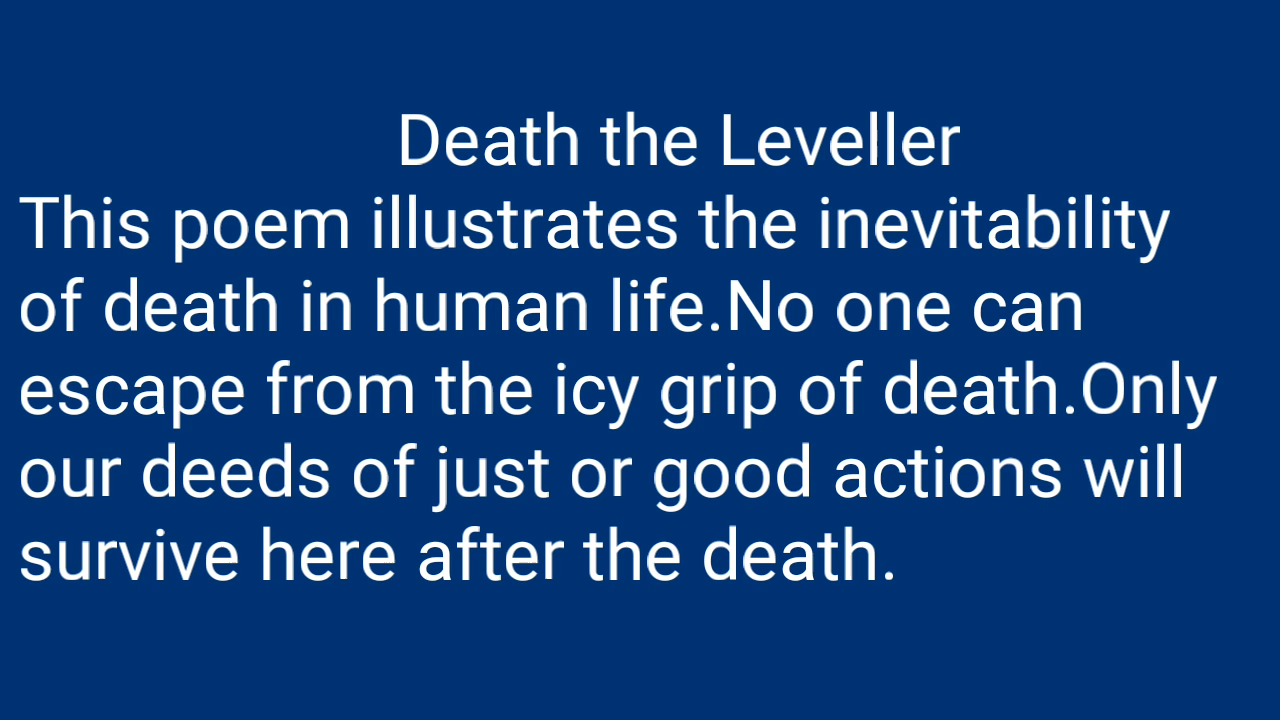 Death the Leveller
This poem illustrates the inevitability
of death in human life.No one can
escape from the icy grip of death.Only
our deeds of just or good actions will
survive here after the death.